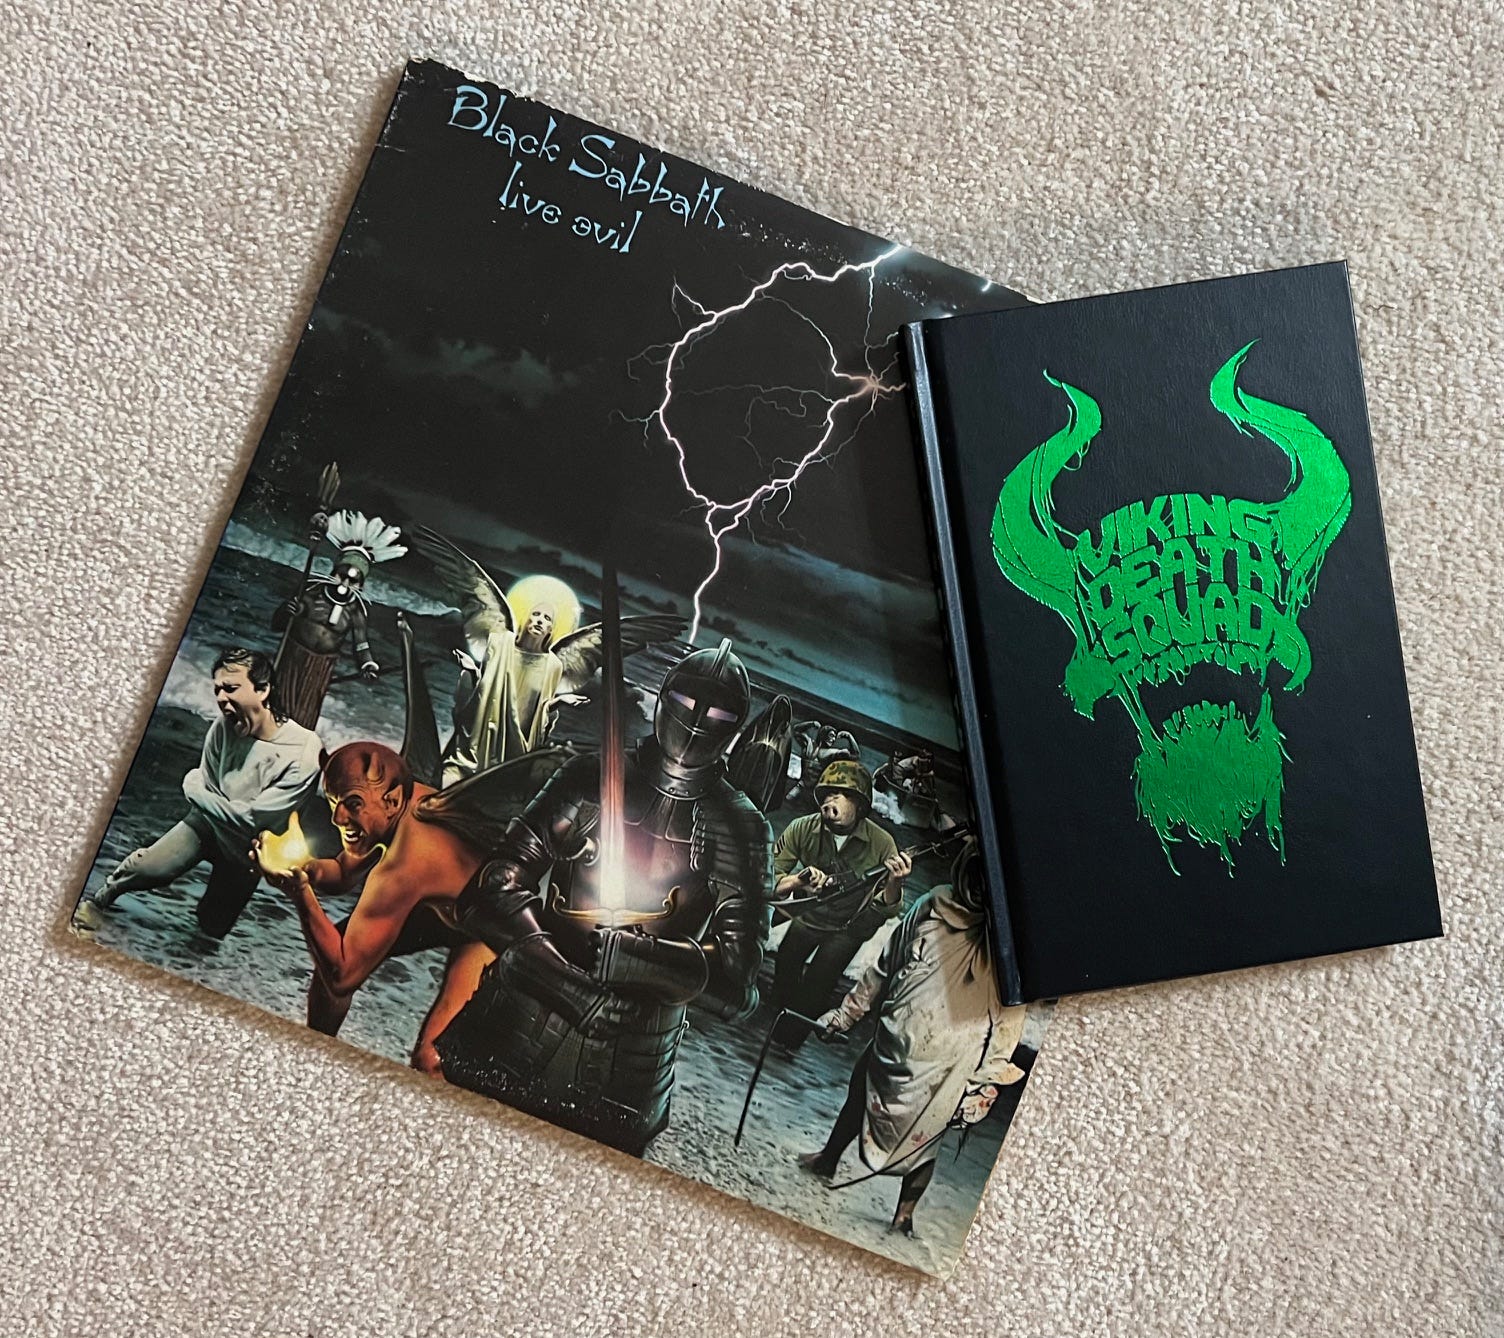 Black Sabbath
live evil
VIKING
DEATH
SQUAD